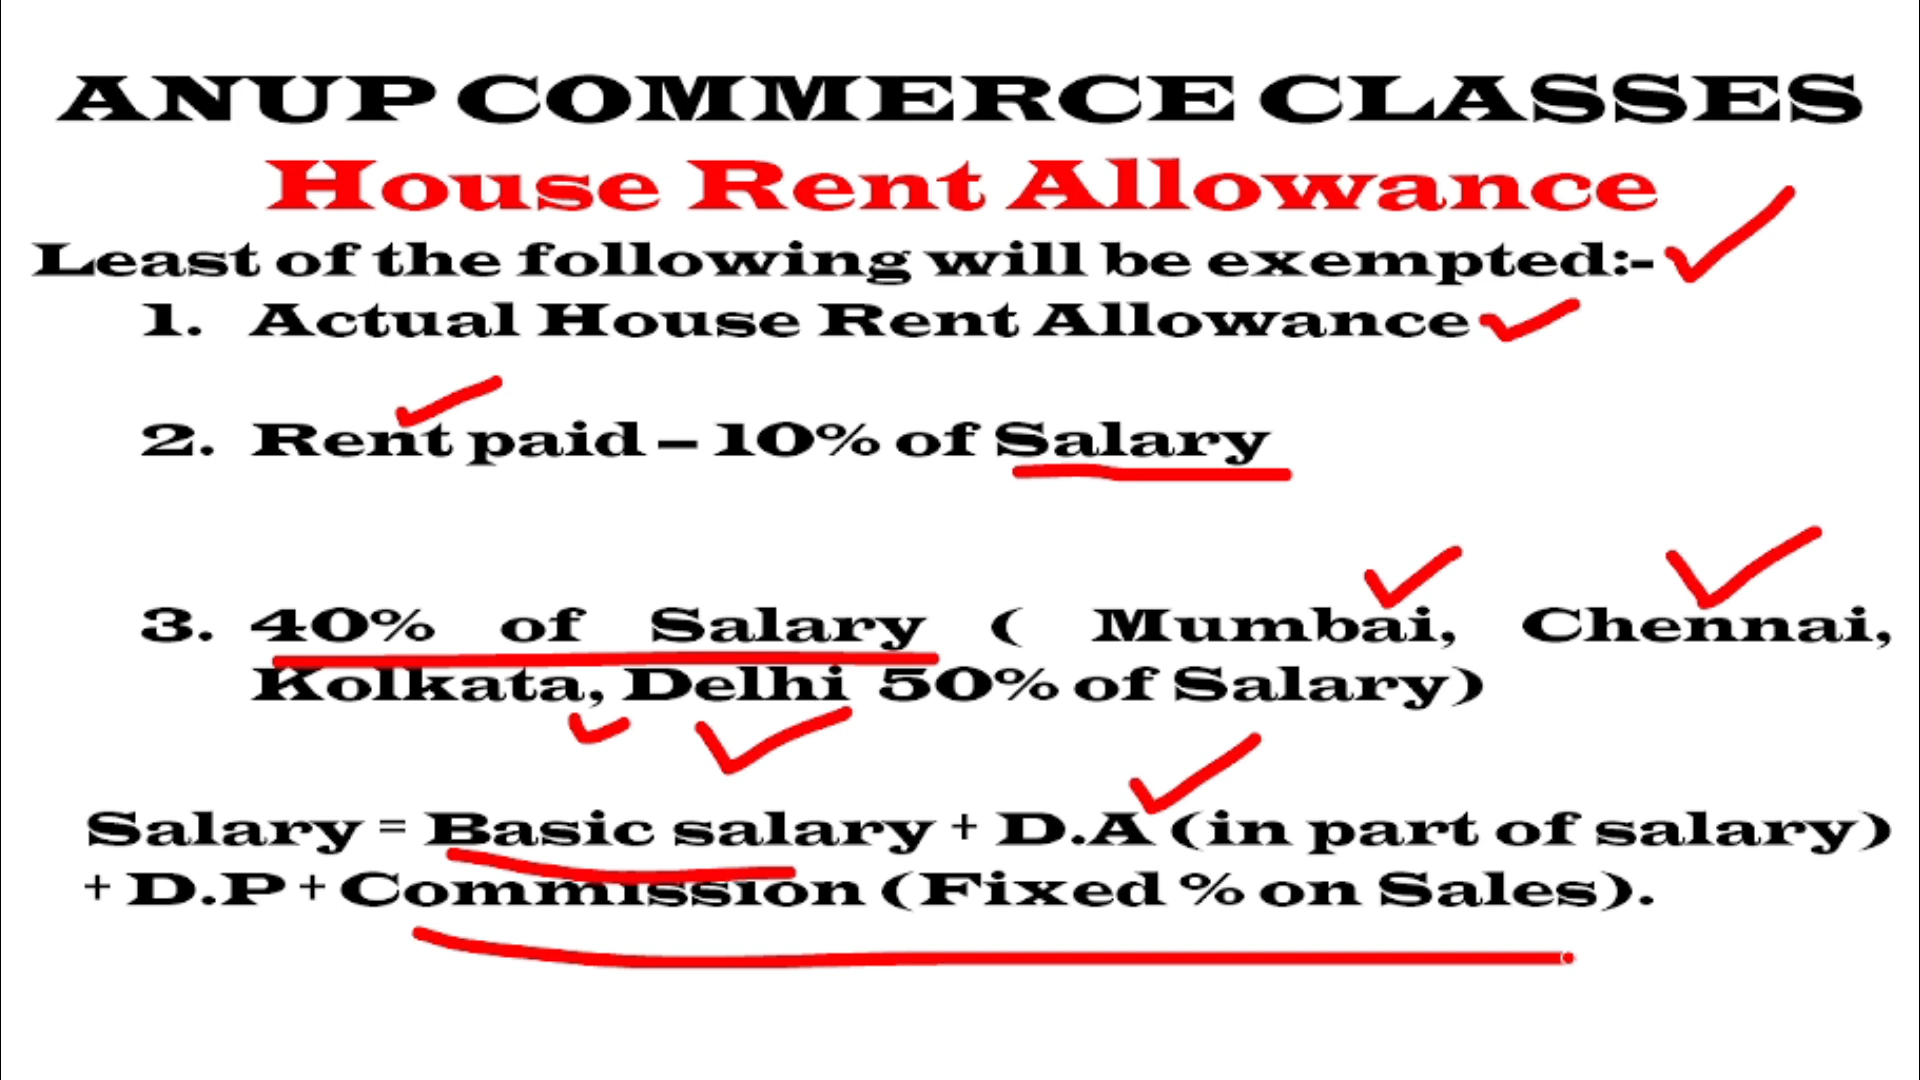 ANUP COMMERCE CLASSES
House Rent Allowance
Least of the following will be exempted:-
1. Actual House Rent Allowance
2. Rent paid – 10% of Salary
3. 40% of Salary ( Mumbai, Chennai,
Kolkata, Delhi 50% of Salary)
Salary = Basic salary + D.A (in part of salary)
+ D.P + Commission (Fixed % on Sales).